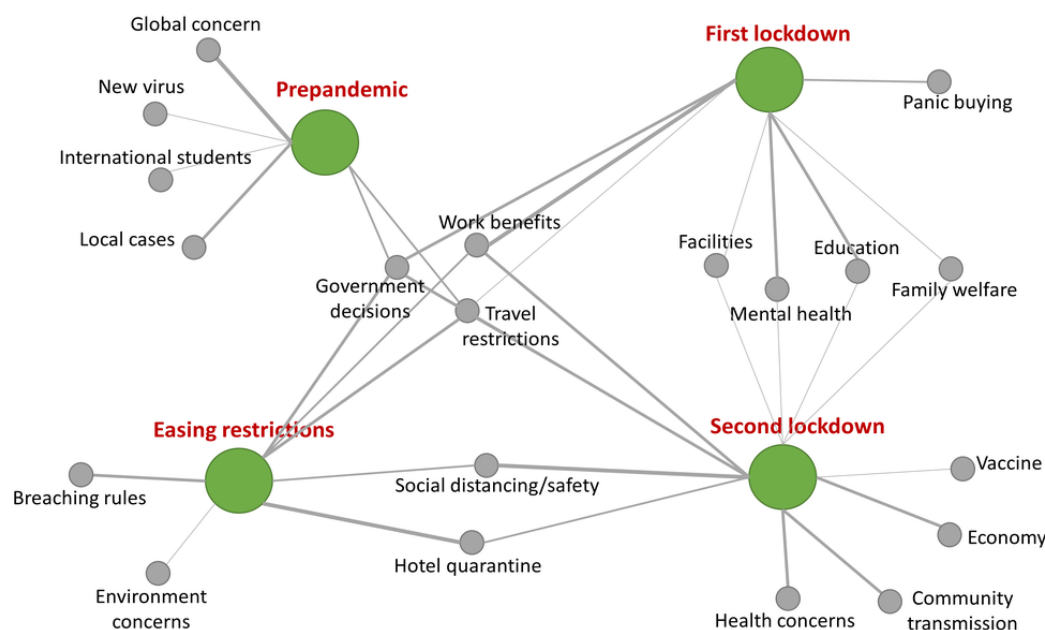 Global concern
First lockdown
New virus
Prepandemic
Panic buying
International students
Local cases
Work benefits
Facilities
Education
Government
decisions
Family welfare
Travel
restrictions
Mental health
Easing restrictions
Second lockdown
Vaccine
Breaching rules
Social distancing/safety
Economy
Hotel quarantine
Environment
concerns
Health concerns
Community
transmission